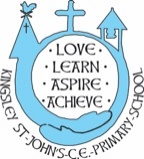 · LOVE ·
· LEARN ·
· ASPIRE ·
· ACHIEVE ·
KINGSLEY ST·JOHN'S·C.E·PRIMARY·SCHOOL